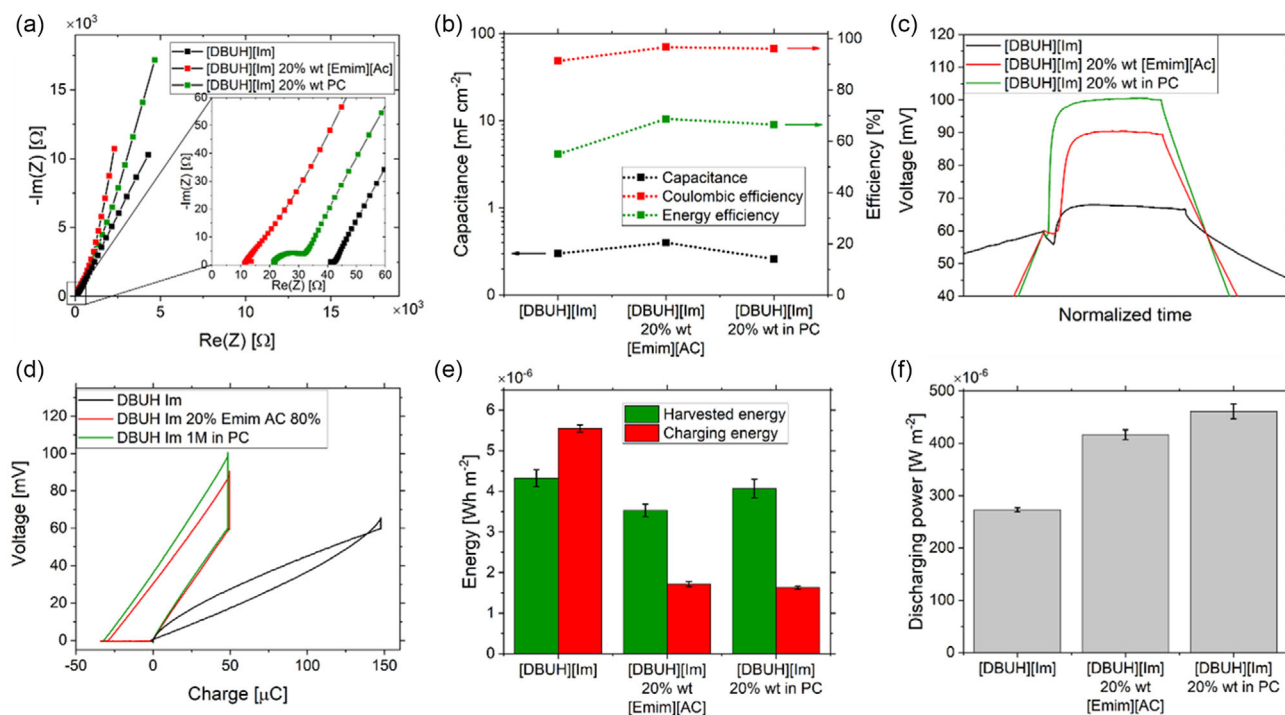 (a)
×10³
15
10
5
0
-Im(Z) [Ω]
[DBUH][Im]
[DBUH][Im] 20% wt [Emim][Ac]
[DBUH][Im] 20% wt PC
60
50
40
30
20
10
0
-Im(Z) [Ω]
0 10 20 30 40 50 60
Re(Z) [Ω]
0 5 10 15
×10³
Re(Z) [Ω]
(b)
100
10
1
0
Capacitance [mF cm⁻²]
Capacitance
Coulombic efficiency
Energy efficiency
100
80
60
40
20
0
Efficiency [%]
[DBUH][Im] [DBUH][Im] [DBUH][Im]
20% wt 20% wt in PC
[Emim][AC]
(c)
[DBUH][Im]
[DBUH][Im] 20% wt [Emim][Ac]
[DBUH][Im] 20% wt in PC
120
110
100
90
80
70
60
50
40
Voltage [mV]
Normalized time
(d)
DBUH Im
DBUH Im 20% Emim AC 80%
DBUH Im 1M in PC
120
100
80
60
40
20
0
Voltage [mV]
-50 0 50 100 150
Charge [μC]
(e)
×10⁻⁶
6
5
4
3
2
1
0
Energy [Wh m⁻²]
Harvested energy
Charging energy
[DBUH][Im] [DBUH][Im] [DBUH][Im]
20% wt 20% wt in PC
[Emim][AC]
(f)
×10⁻⁶
500
400
300
200
100
0
Discharging power [W m⁻²]
[DBUH][Im] [DBUH][Im] [DBUH][Im]
20% wt 20% wt in PC
[Emim][AC]